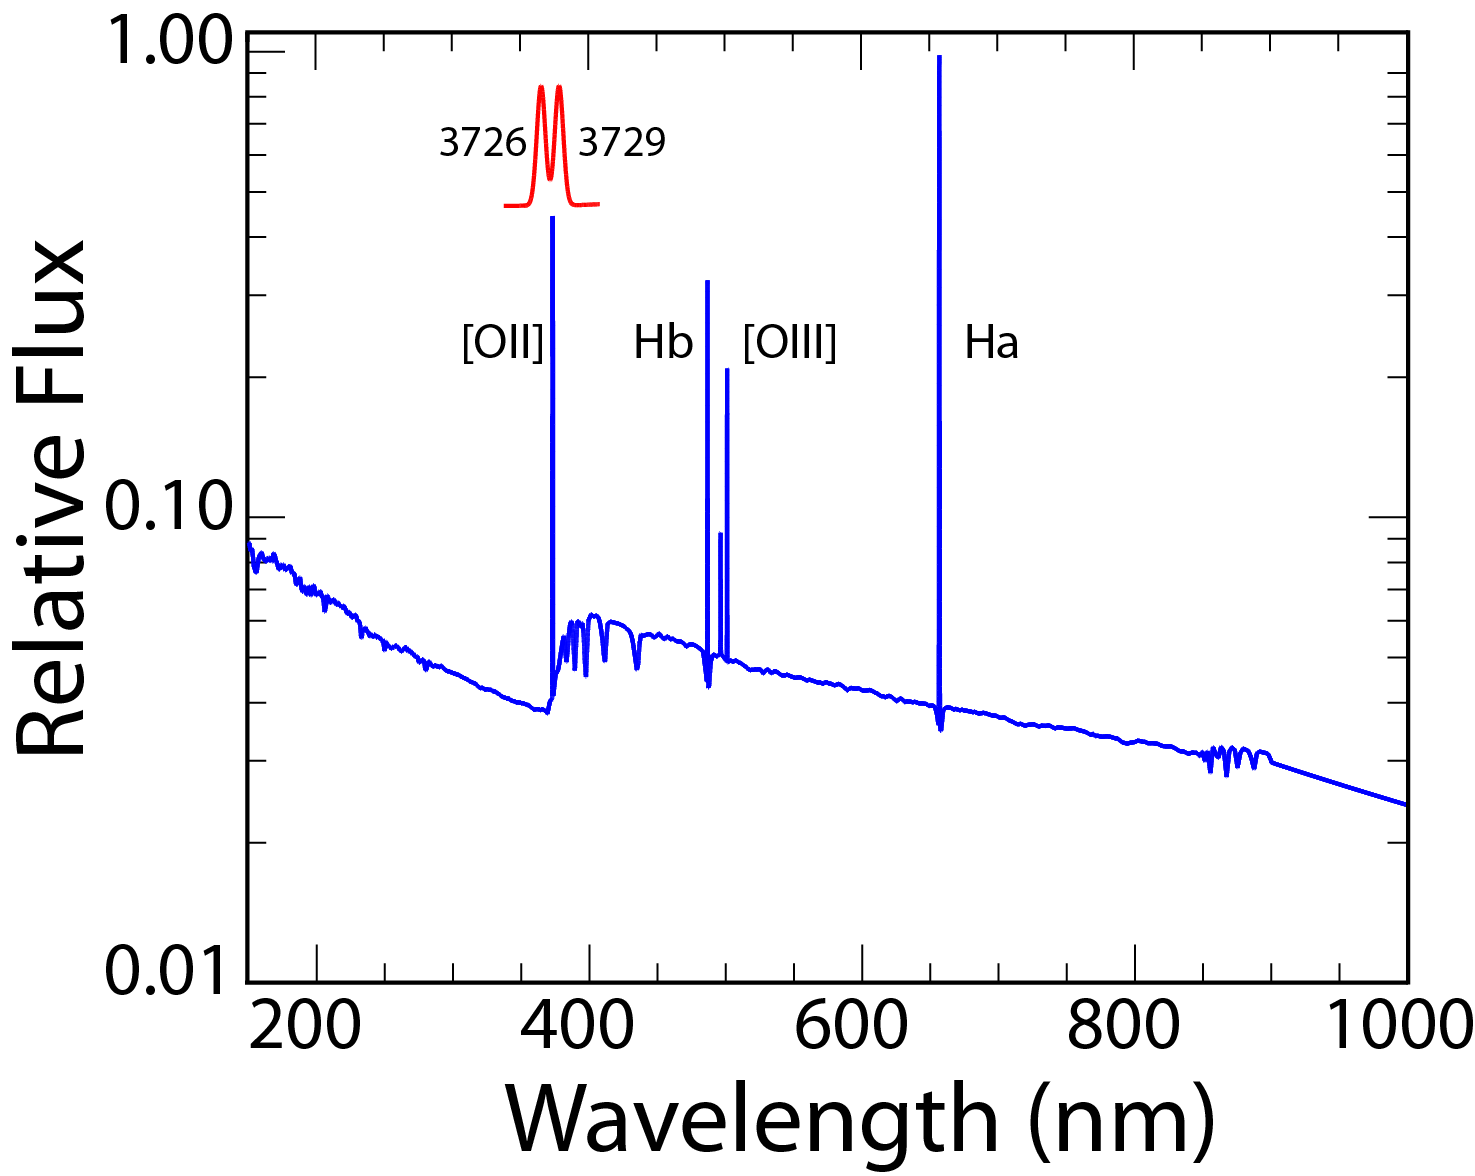 1.00
3726 3729
[OII] Hb [OIII] Ha
0.10
0.01
200 400 600 800 1000
Relative Flux
Wavelength (nm)